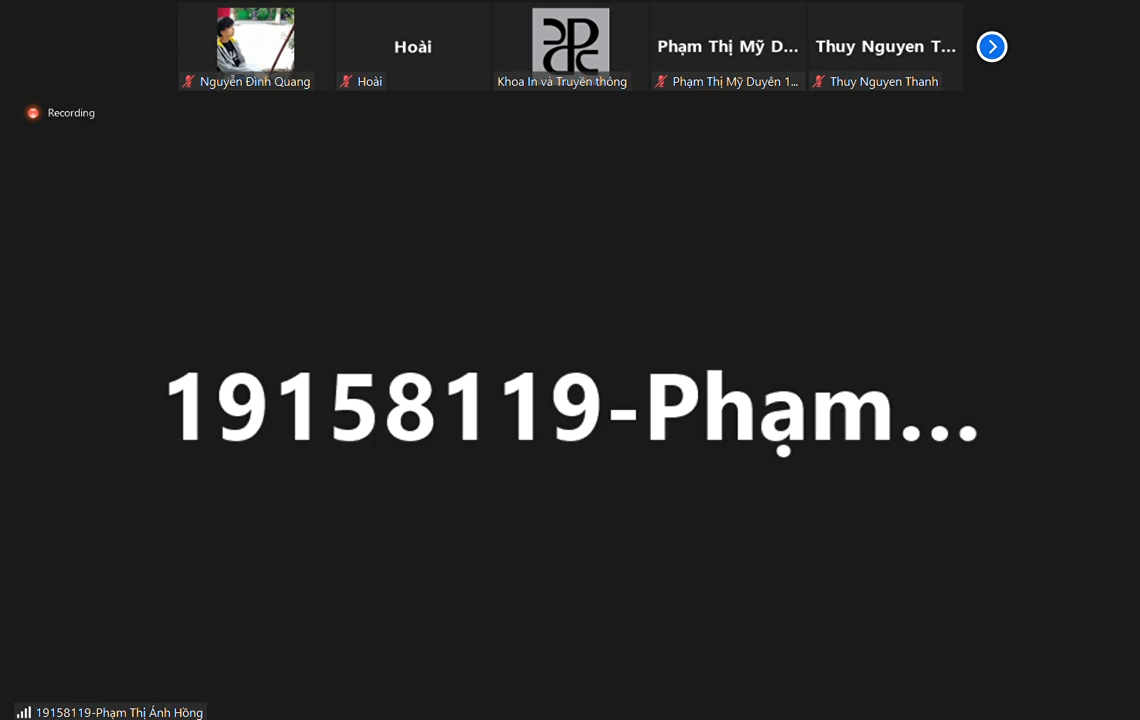 Hoài
Phạm Thị Mỹ D...
Thuy Nguyen T...
Nguyễn Đình Quang
Hoài
Khoa In và Truyền thông
Phạm Thị Mỹ Duyên 1...
Thuy Nguyen Thanh
Recording
19158119-Phạm...
19158119-Phạm Thị Ánh Hồng